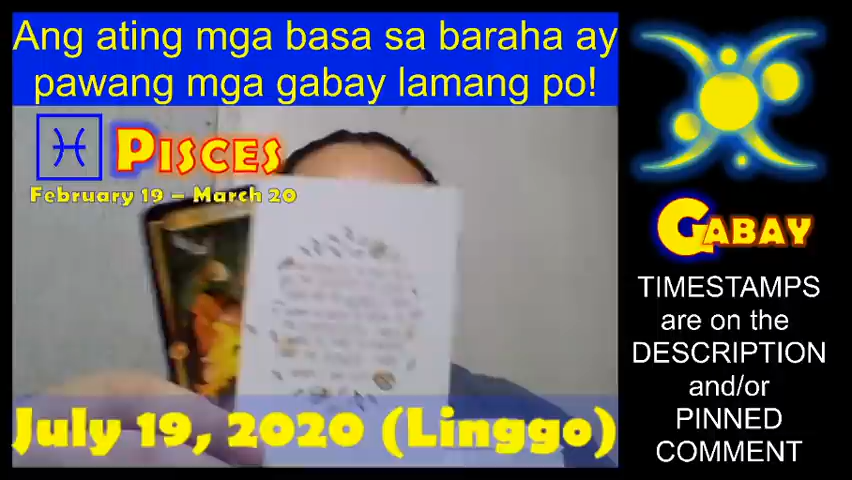 Ang ating mga basa sa baraha ay
pawang mga gabay lamang po!
PISCES
February 19 – March 20
July 19, 2020 (Linggo)
GABAY
TIMESTAMPS
are on the
DESCRIPTION
and/or
PINNED
COMMENT